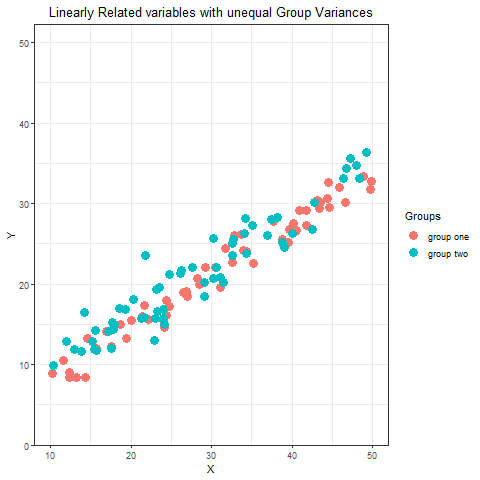 Linearly Related variables with unequal Group Variances
50
40
30
20
10
0
Y
10
20
30
40
50
X
Groups
group one
group two